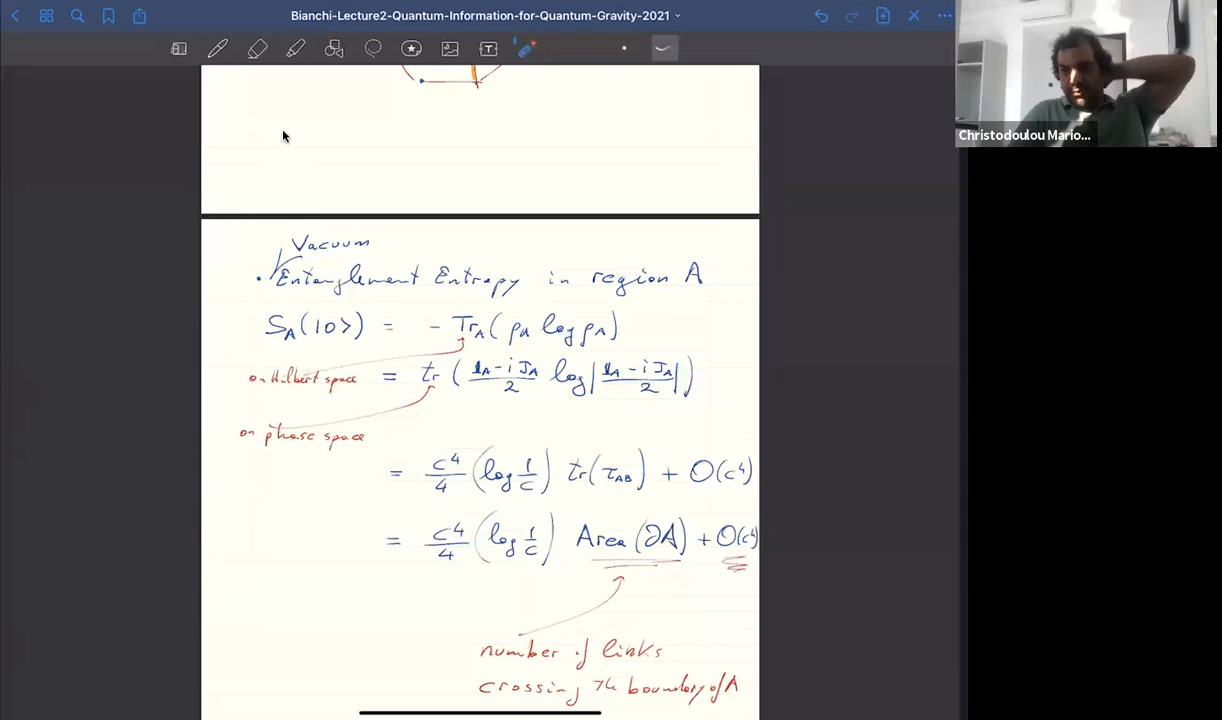 Bianchi-Lecture2-Quantum-Information-for-Quantum-Gravity-2021
Christodoulou Mario...
Vacuum
. Entanglement Entropy in region A
S_A(|0>) = - Tr_A(ρ_A log ρ_A)
on Hilbert space
= tr ( (𝟙_A - i J_A)/2 log | (𝟙_A - i J_A)/2 | )
on phase space
= c⁴/4 (log 1/c) tr(τ_AB) + O(c⁴)
= c⁴/4 (log 1/c) Area(∂A) + O(c⁴)
number of links
crossing the boundary of A